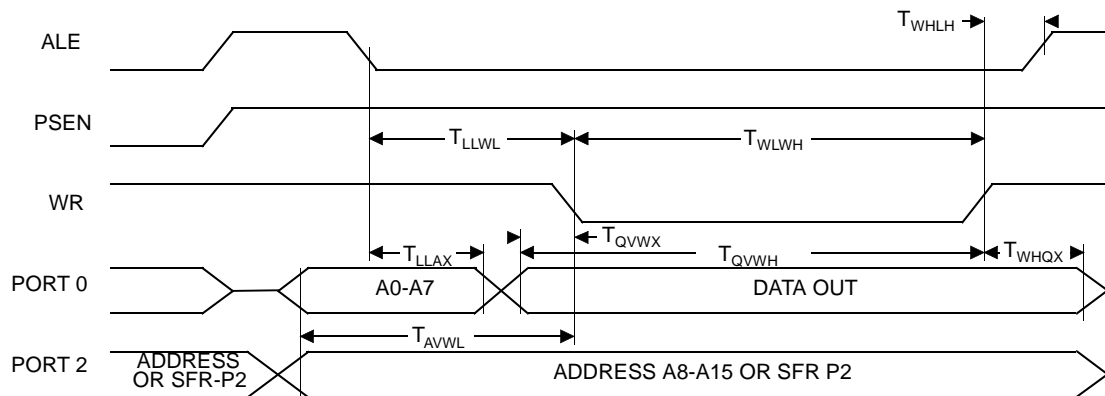 T_WHLH
ALE
PSEN
T_LLWL
T_WLWH
WR
T_QVWX
T_LLAX
T_QVWH
T_WHQX
PORT 0
A0-A7
DATA OUT
T_AVWL
PORT 2
ADDRESS
OR SFR-P2
ADDRESS A8-A15 OR SFR P2